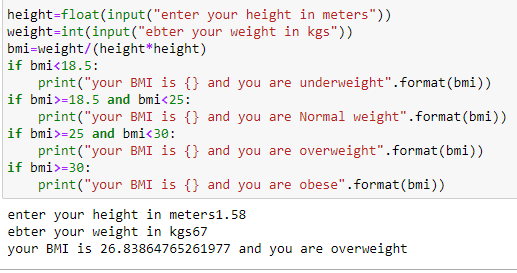 height=float(input("enter your height in meters"))
weight=int(input("ebter your weight in kgs"))
bmi=weight/(height*height)
if bmi<18.5:
    print("your BMI is {} and you are underweight".format(bmi))
if bmi>=18.5 and bmi<25:
    print("your BMI is {} and you are Normal weight".format(bmi))
if bmi>=25 and bmi<30:
    print("your BMI is {} and you are overweight".format(bmi))
if bmi>=30:
    print("your BMI is {} and you are obese".format(bmi))
enter your height in meters1.58
ebter your weight in kgs67
your BMI is 26.83864765261977 and you are overweight